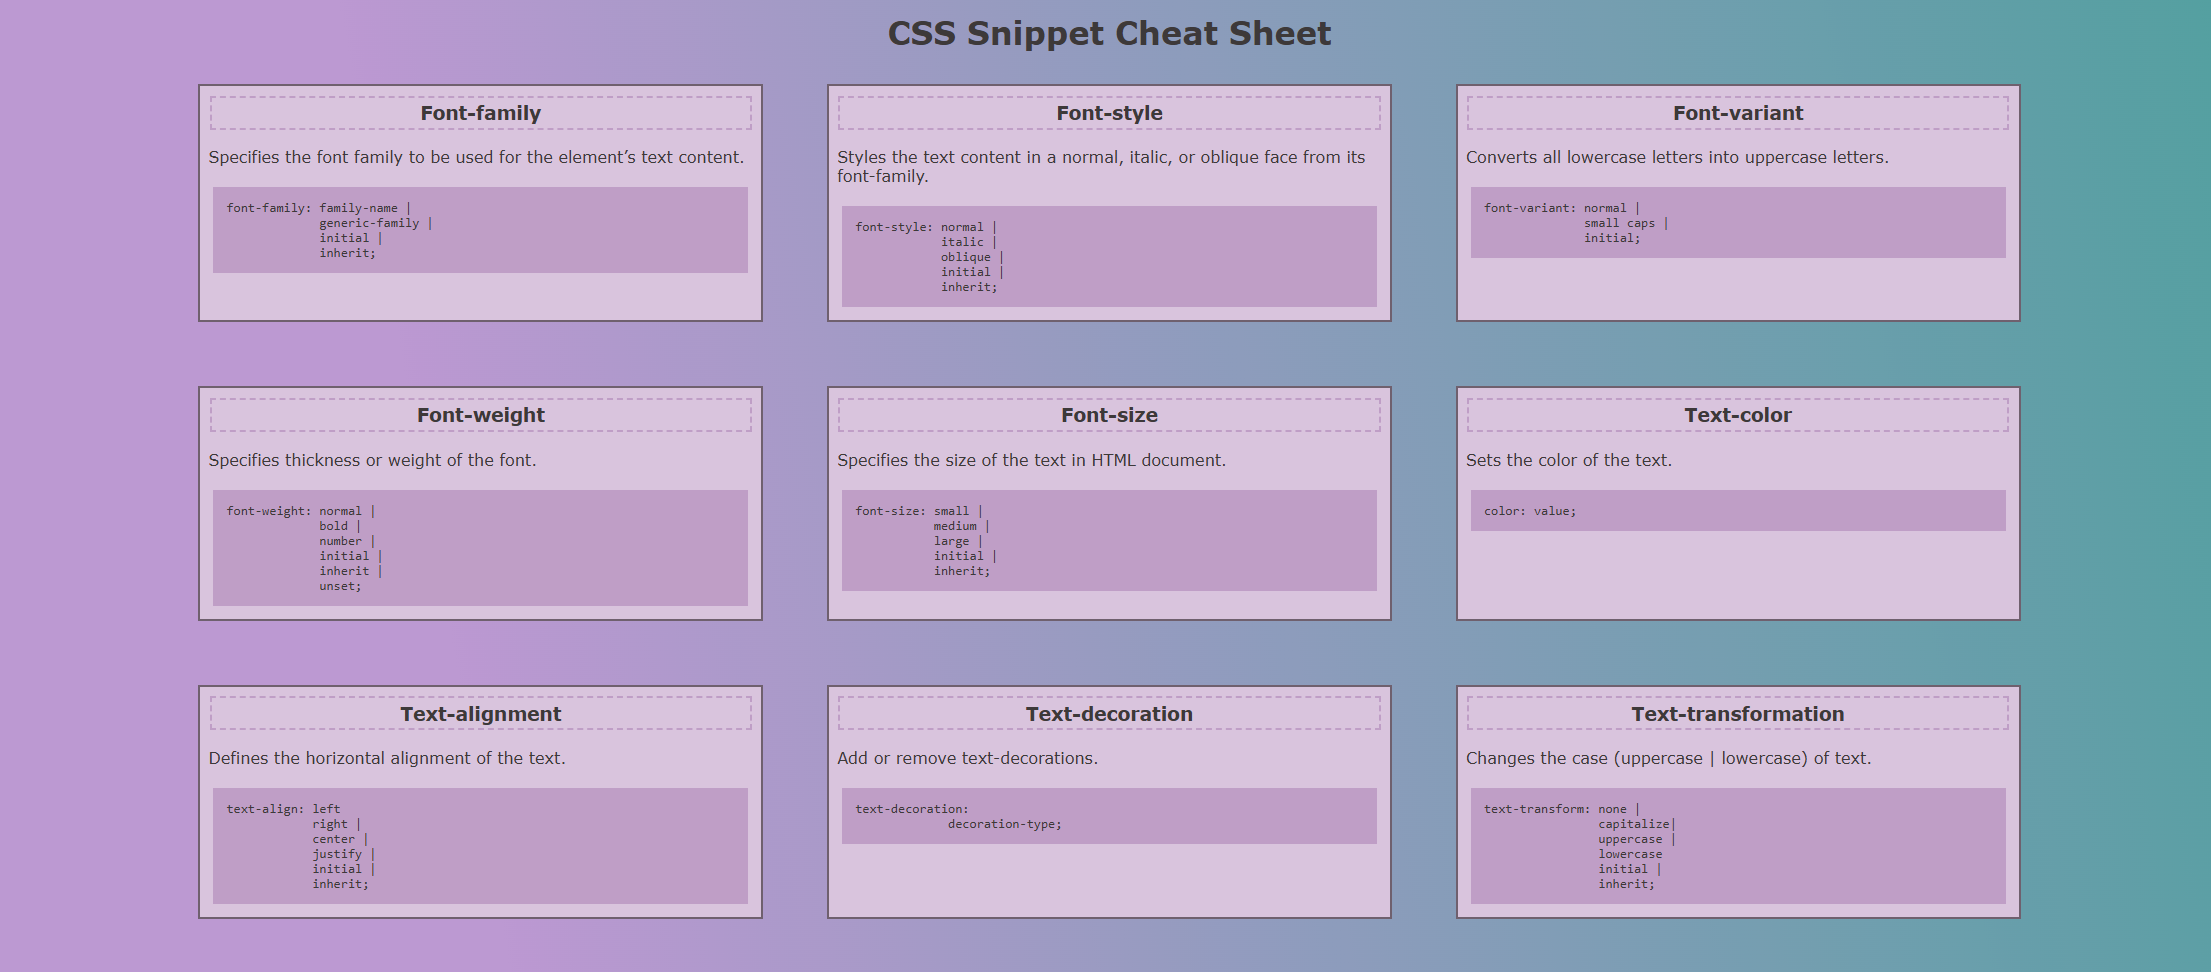 CSS Snippet Cheat Sheet
Font-family
Specifies the font family to be used for the element’s text content.
font-family: family-name |
generic-family |
initial |
inherit;
Font-style
Styles the text content in a normal, italic, or oblique face from its
font-family.
font-style: normal |
italic |
oblique |
initial |
inherit;
Font-variant
Converts all lowercase letters into uppercase letters.
font-variant: normal |
small caps |
initial;
Font-weight
Specifies thickness or weight of the font.
font-weight: normal |
bold |
number |
initial |
inherit |
unset;
Font-size
Specifies the size of the text in HTML document.
font-size: small |
medium |
large |
initial |
inherit;
Text-color
Sets the color of the text.
color: value;
Text-alignment
Defines the horizontal alignment of the text.
text-align: left
right |
center |
justify |
initial |
inherit;
Text-decoration
Add or remove text-decorations.
text-decoration:
decoration-type;
Text-transformation
Changes the case (uppercase | lowercase) of text.
text-transform: none |
capitalize|
uppercase |
lowercase
initial |
inherit;